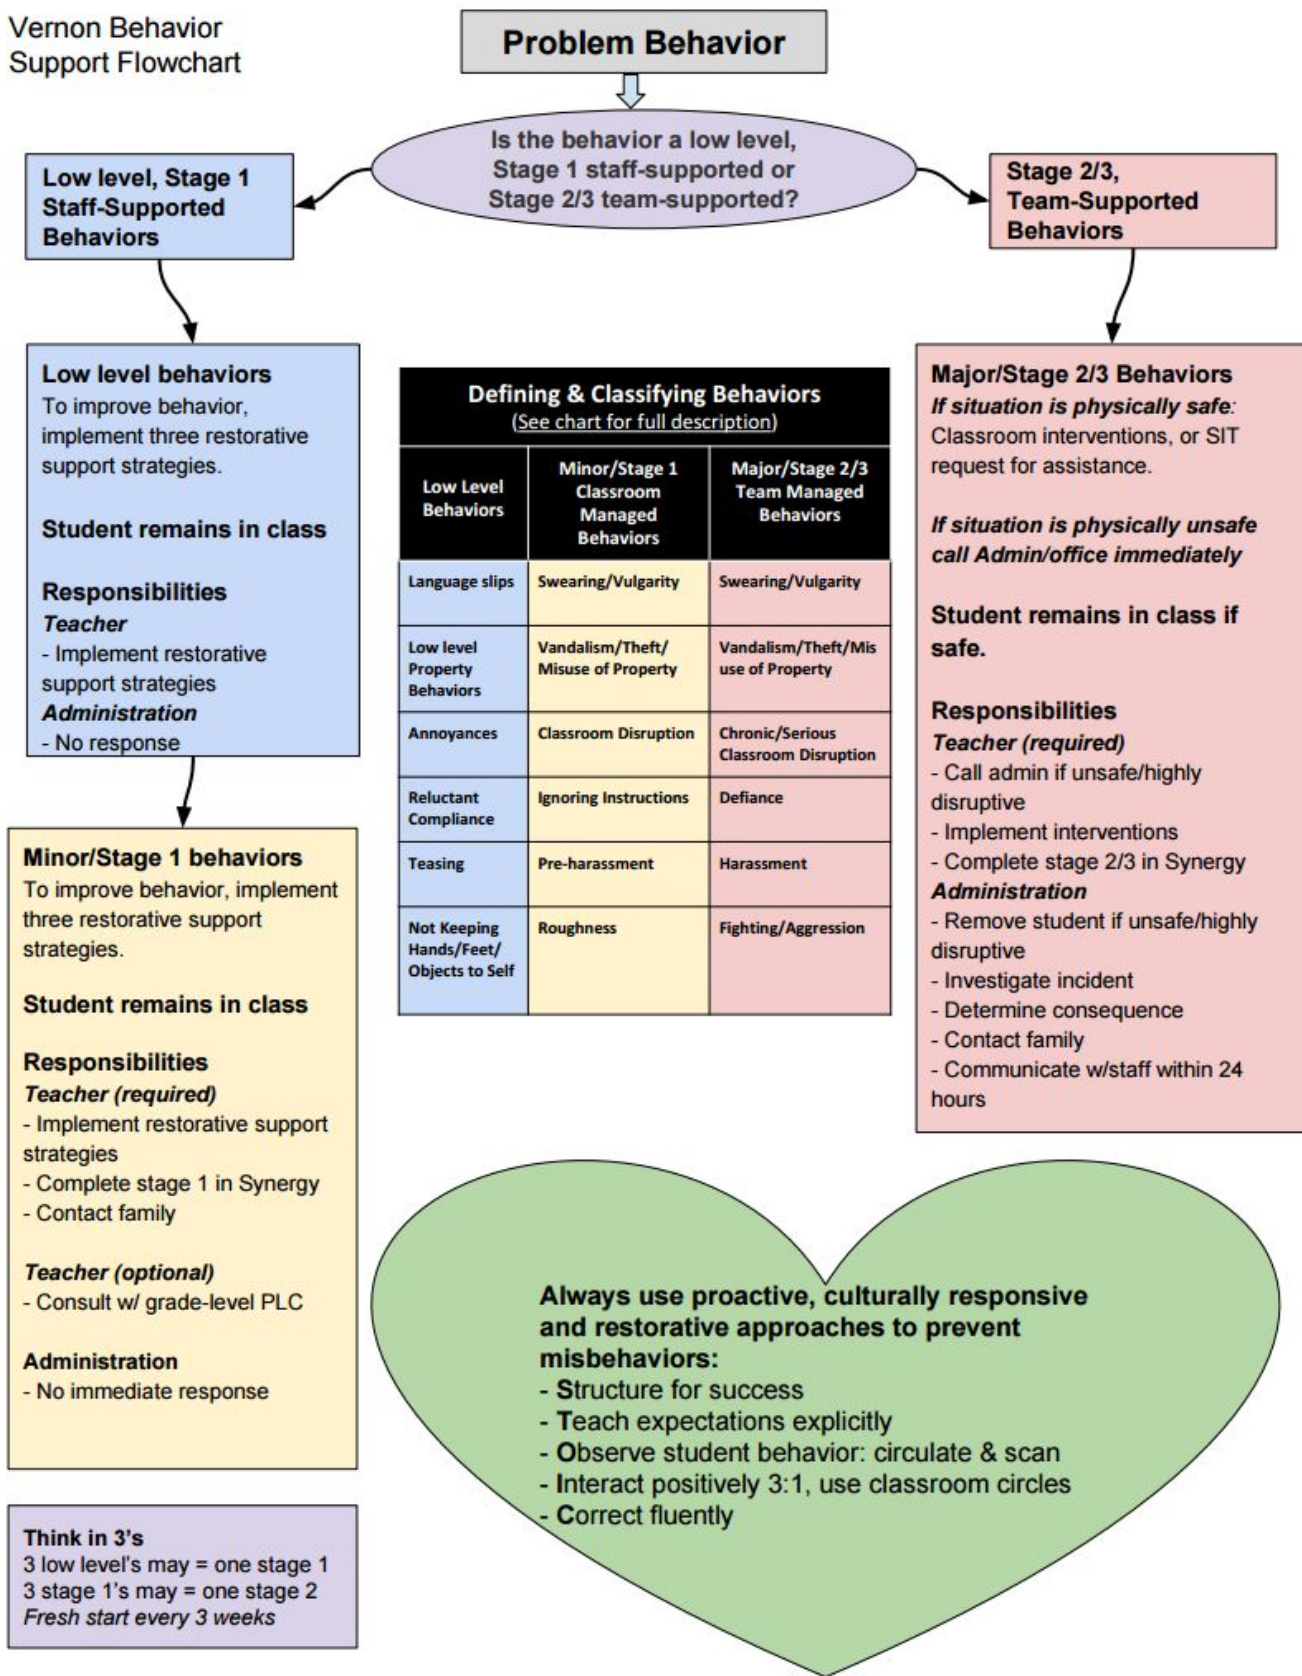 Vernon Behavior
Support Flowchart
Problem Behavior
Is the behavior a low level,
Stage 1 staff-supported or
Stage 2/3 team-supported?
Low level, Stage 1
Staff-Supported
Behaviors
Stage 2/3,
Team-Supported
Behaviors
Low level behaviors
To improve behavior,
implement three restorative
support strategies.
Student remains in class
Responsibilities
Teacher
- Implement restorative
support strategies
Administration
- No response
Defining & Classifying Behaviors
(See chart for full description)
Low Level
Behaviors
Minor/Stage 1
Classroom
Managed
Behaviors
Major/Stage 2/3
Team Managed
Behaviors
Language slips
Swearing/Vulgarity
Swearing/Vulgarity
Low level
Property
Behaviors
Vandalism/Theft/
Misuse of Property
Vandalism/Theft/Mis
use of Property
Annoyances
Classroom Disruption
Chronic/Serious
Classroom Disruption
Reluctant
Compliance
Ignoring Instructions
Defiance
Teasing
Pre-harassment
Harassment
Not Keeping
Hands/Feet/
Objects to Self
Roughness
Fighting/Aggression
Major/Stage 2/3 Behaviors
If situation is physically safe:
Classroom interventions, or SIT
request for assistance.
If situation is physically unsafe
call Admin/office immediately
Student remains in class if
safe.
Responsibilities
Teacher (required)
- Call admin if unsafe/highly
disruptive
- Implement interventions
- Complete stage 2/3 in Synergy
Administration
- Remove student if unsafe/highly
disruptive
- Investigate incident
- Determine consequence
- Contact family
- Communicate w/staff within 24
hours
Minor/Stage 1 behaviors
To improve behavior, implement
three restorative support
strategies.
Student remains in class
Responsibilities
Teacher (required)
- Implement restorative support
strategies
- Complete stage 1 in Synergy
- Contact family
Teacher (optional)
- Consult w/ grade-level PLC
Administration
- No immediate response
Always use proactive, culturally responsive
and restorative approaches to prevent
misbehaviors:
- Structure for success
- Teach expectations explicitly
- Observe student behavior: circulate & scan
- Interact positively 3:1, use classroom circles
- Correct fluently
Think in 3's
3 low level's may = one stage 1
3 stage 1's may = one stage 2
Fresh start every 3 weeks